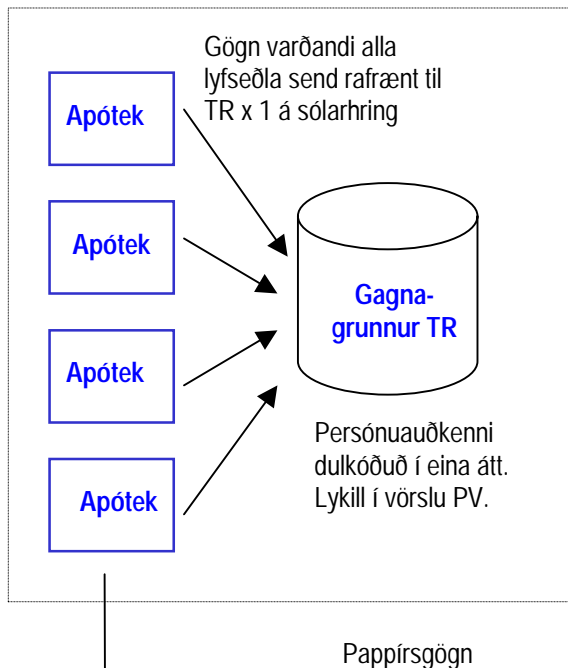 Gögn varðandi alla
lyfseðla send rafrænt til
TR x 1 á sólarhring
Apótek
Apótek
Apótek
Apótek
Gagna-
grunnur TR
Persónuauðkenni
dulkóðuð í eina átt.
Lykill í vörslu PV.
Pappírsgögn